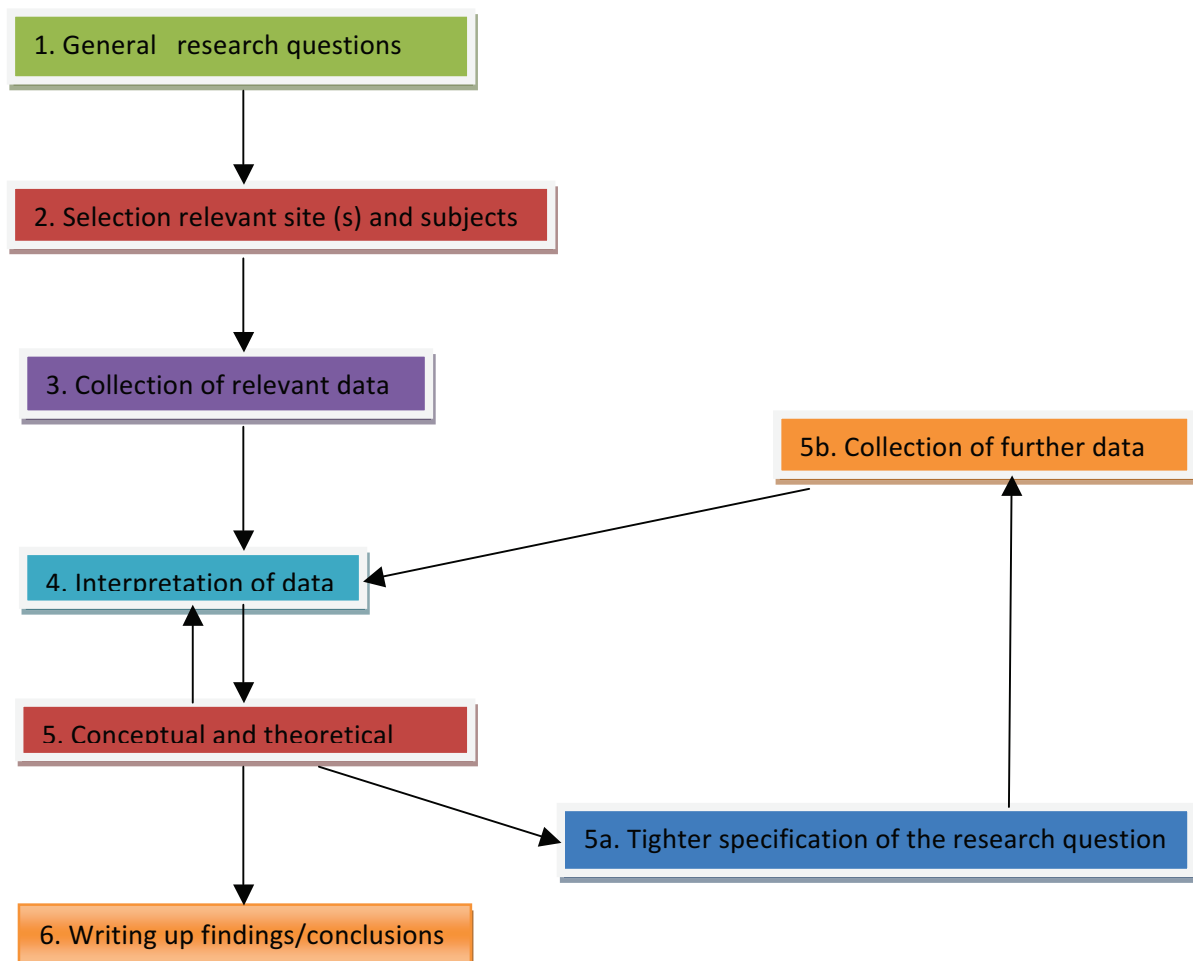 1. General research questions
2. Selection relevant site (s) and subjects
3. Collection of relevant data
5b. Collection of further data
4. Interpretation of data
5. Conceptual and theoretical
5a. Tighter specification of the research question
6. Writing up findings/conclusions